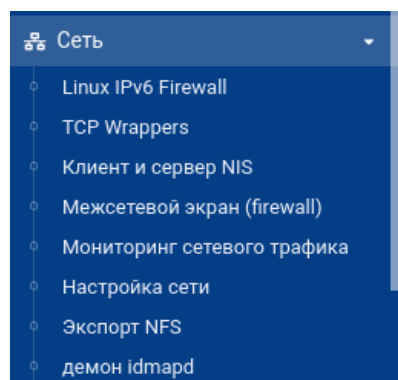 Сеть
Linux IPv6 Firewall
TCP Wrappers
Клиент и сервер NIS
Межсетевой экран (firewall)
Мониторинг сетевого трафика
Настройка сети
Экспорт NFS
демон idmapd